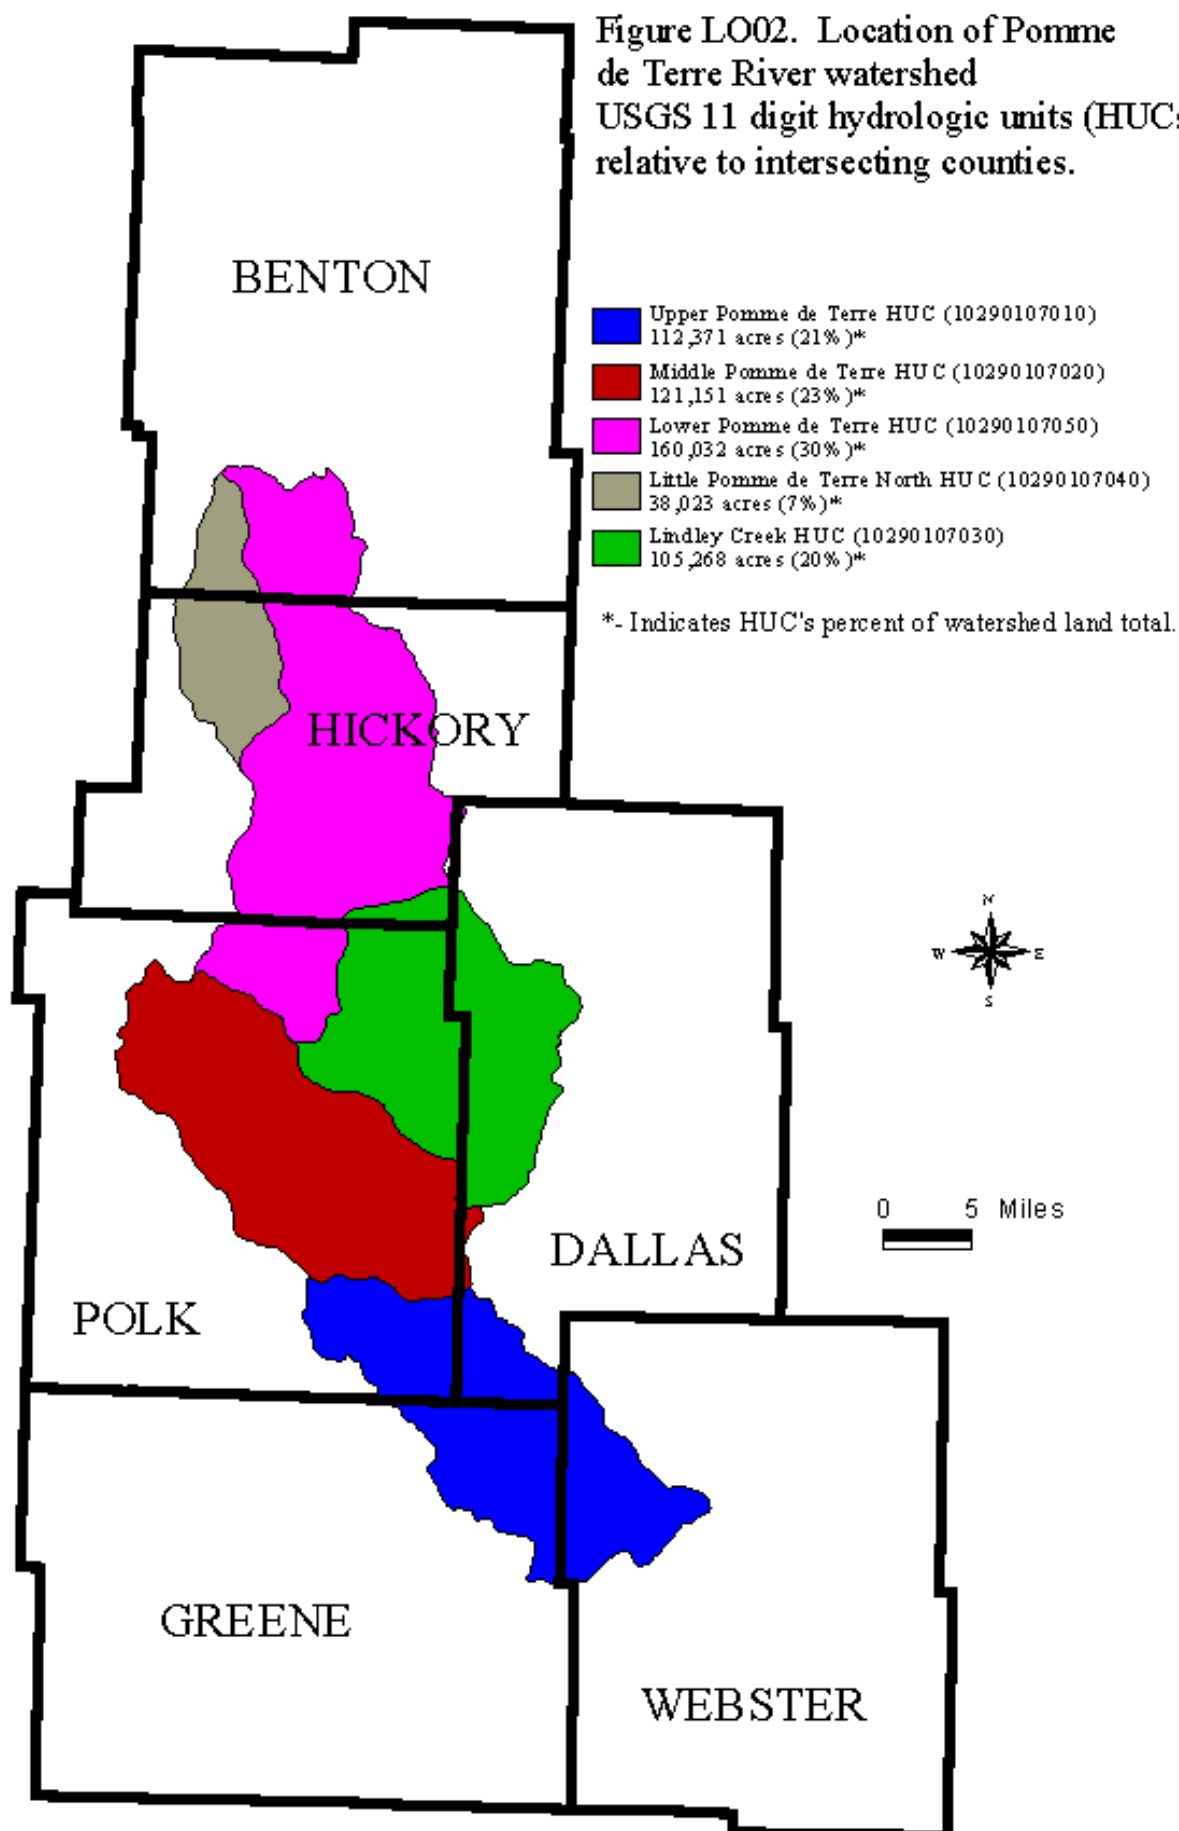 Figure LO02. Location of Pomme
de Terre River watershed
USGS 11 digit hydrologic units (HUCs
relative to intersecting counties.
BENTON
Upper Pomme de Terre HUC (10290107010)
112,371 acres (21%)*
Middle Pomme de Terre HUC (10290107020)
121,151 acres (23%)*
Lower Pomme de Terre HUC (10290107050)
160,032 acres (30%)*
Little Pomme de Terre North HUC (10290107040)
38,023 acres (7%)*
Lindley Creek HUC (10290107030)
105,268 acres (20%)*
*- Indicates HUC's percent of watershed land total.
HICKORY
N
W E
S
0 5 Miles
DALLAS
POLK
GREENE
WEBSTER